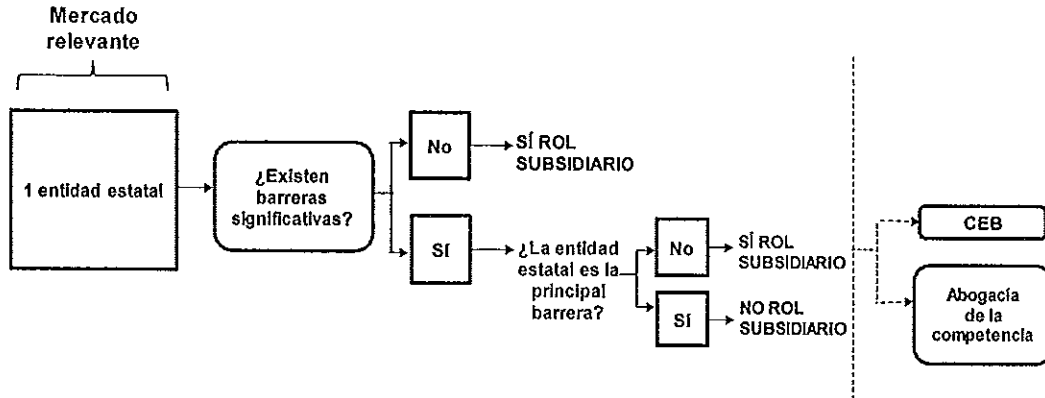 Mercado
relevante
1 entidad estatal
¿Existen
barreras
significativas?
No
SÍ ROL
SUBSIDIARIO
SÍ
¿La entidad
estatal es la
principal
barrera?
No
SÍ ROL
SUBSIDIARIO
SÍ
NO ROL
SUBSIDIARIO
CEB
Abogacía
de la
competencia